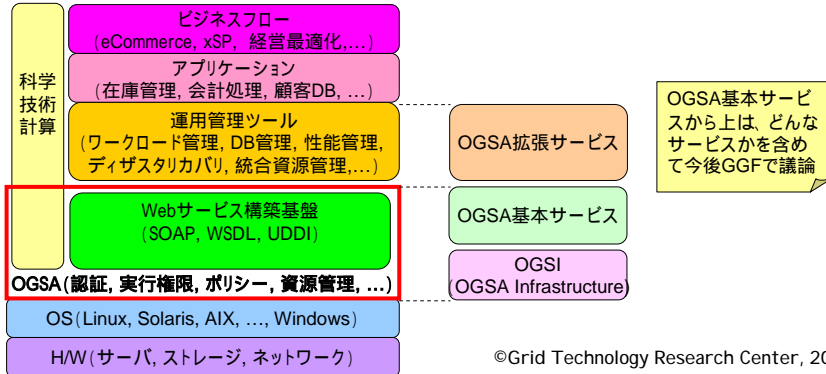 ビジネスフロー
(eCommerce, xSP, 経営最適化,…)
アプリケーション
(在庫管理, 会計処理, 顧客DB, …)
科学
技術
計算
運用管理ツール
(ワークロード管理, DB管理, 性能管理,
ディザスタリカバリ, 統合資源管理,…)
Webサービス構築基盤
(SOAP, WSDL, UDDI)
OGSA(認証, 実行権限, ポリシー, 資源管理, …)
OS(Linux, Solaris, AIX, …, Windows)
H/W(サーバ, ストレージ, ネットワーク)
OGSA拡張サービス
OGSA基本サービス
OGSI
(OGSA Infrastructure)
OGSA基本サービ
スから上は、どんな
サービスかを含め
て今後GGFで議論
©Grid Technology Research Center, 20